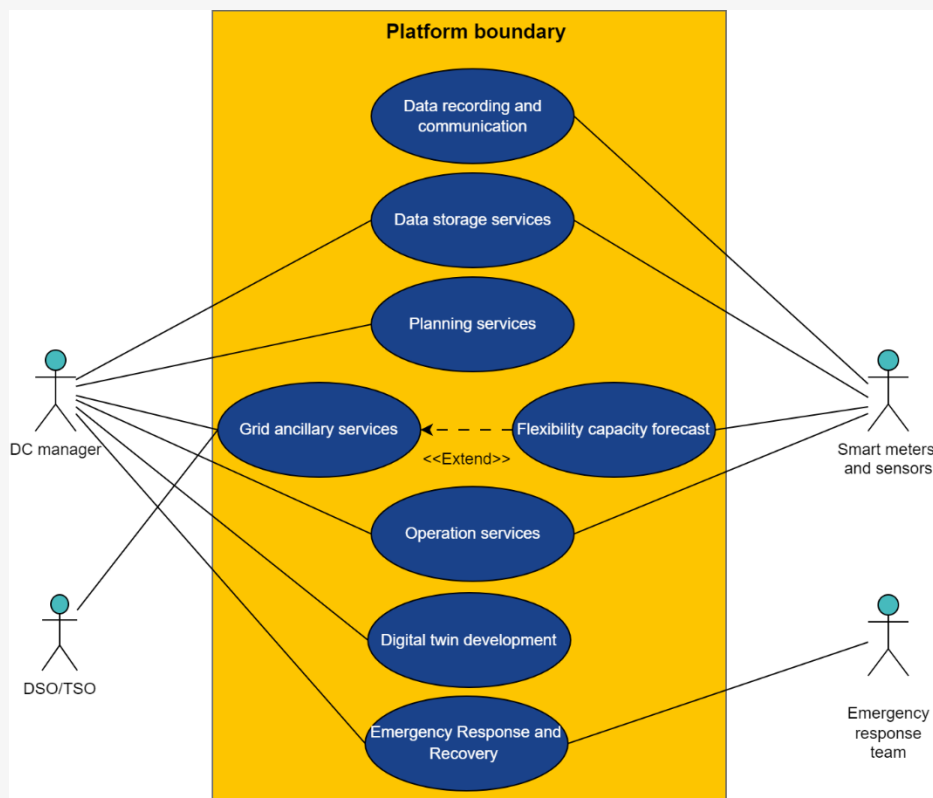 Platform boundary
Data recording and
communication
Data storage services
Planning services
Grid ancillary services
Flexibility capacity forecast
<<Extend>>
DC manager
Smart meters
and sensors
Operation services
Digital twin development
DSO/TSO
Emergency Response and
Recovery
Emergency
response
team